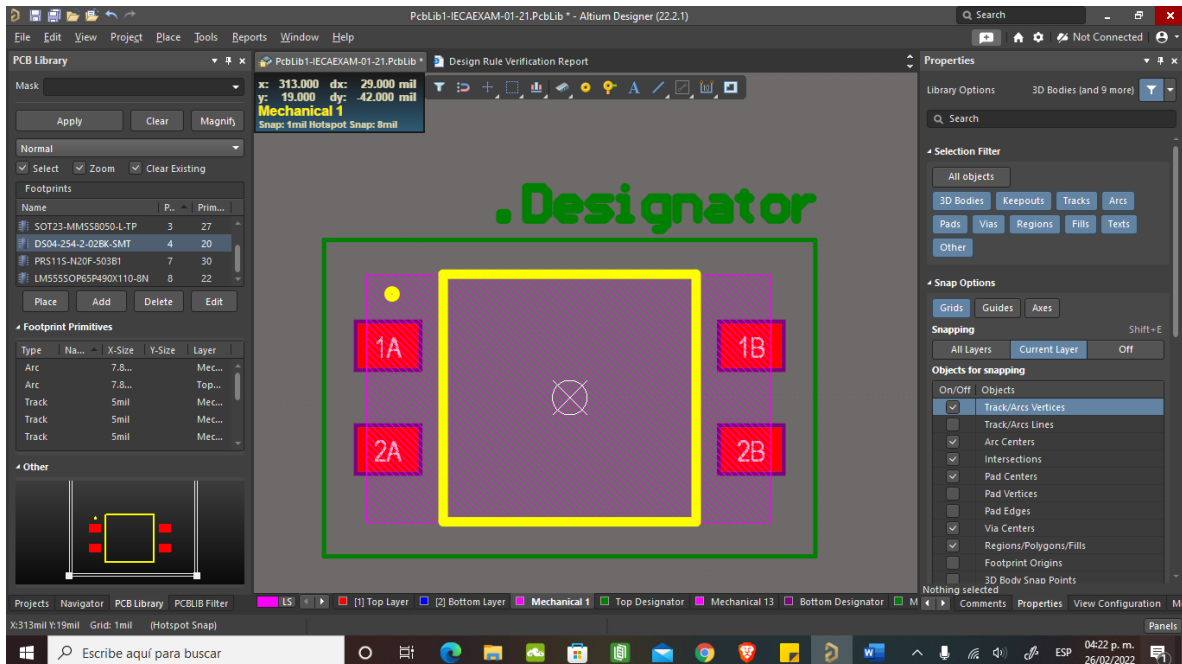 PcbLib1-IECAEXAM-01-21.PcbLib * - Altium Designer (22.2.1)
Search
File Edit View Project Place Tools Reports Window Help
Not Connected
PCB Library
PcbLib1-IECAEXAM-01-21.PcbLib *
Design Rule Verification Report
Properties
Mask
x: 313.000 dx: 29.000 mil
y: 19.000 dy: -42.000 mil
Mechanical 1
Snap: 1mil Hotspot Snap: 8mil
Library Options
3D Bodies (and 9 more)
Apply Clear Magnify
Search
Normal
Select Zoom Clear Existing
Selection Filter
Footprints
All objects
Name P.. Prim...
3D Bodies Keepouts Tracks Arcs
SOT23-MMSS8050-L-TP 3 27
Pads Vias Regions Fills Texts
DS04-254-2-02BK-SMT 4 20
Other
PRS11S-N20F-503B1 7 30
LM555SOP65P490X110-8N 8 22
Snap Options
Place Add Delete Edit
Grids Guides Axes
Footprint Primitives
Snapping Shift+E
Type Na... X-Size Y-Size Layer
All Layers Current Layer Off
Arc 7.8... Mec...
Objects for snapping
Arc 7.8... Top...
On/Off Objects
Track 5mil Mec...
Track/Arcs Vertices
Track 5mil Mec...
Track/Arcs Lines
Track 5mil Mec...
Arc Centers
Intersections
Other
Pad Centers
Pad Vertices
Pad Edges
Via Centers
Regions/Polygons/Fills
Footprint Origins
3D Body Snap Points
.Designator
1A 1B
2A 2B
Nothing selected
Projects Navigator PCB Library PCBLIB Filter
LS [1] Top Layer [2] Bottom Layer Mechanical 1 Top Designator Mechanical 13 Bottom Designator M
Comments Properties View Configuration M
X:313mil Y:19mil Grid: 1mil (Hotspot Snap)
Panels
Escribe aquí para buscar
ESP
04:22 p. m.
26/02/2022